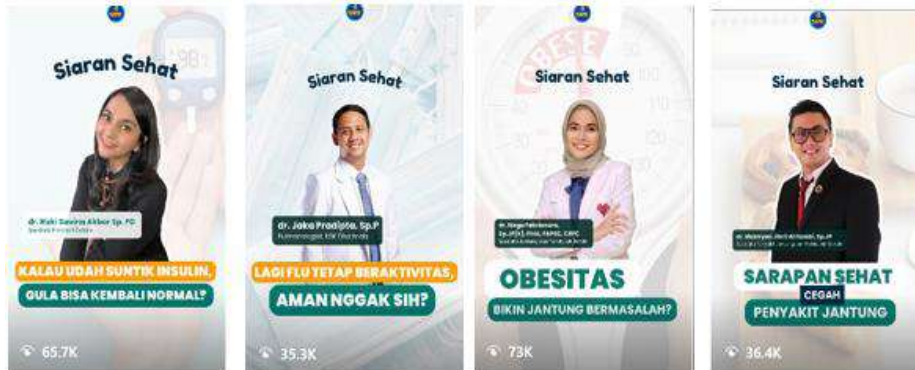 Siaran Sehat
KALAU UDAH SUNTIK INSULIN,
GULA BISA KEMBALI NORMAL?
65.7K
Siaran Sehat
dr. Jaka Pradipta, Sp.P
LAGI FLU TETAP BERAKTIVITAS,
AMAN NGGAK SIH?
35.3K
OBESE
Siaran Sehat
OBESITAS
BIKIN JANTUNG BERMASALAH?
73K
Siaran Sehat
SARAPAN SEHAT
CEGAH
PENYAKIT JANTUNG
36.4K